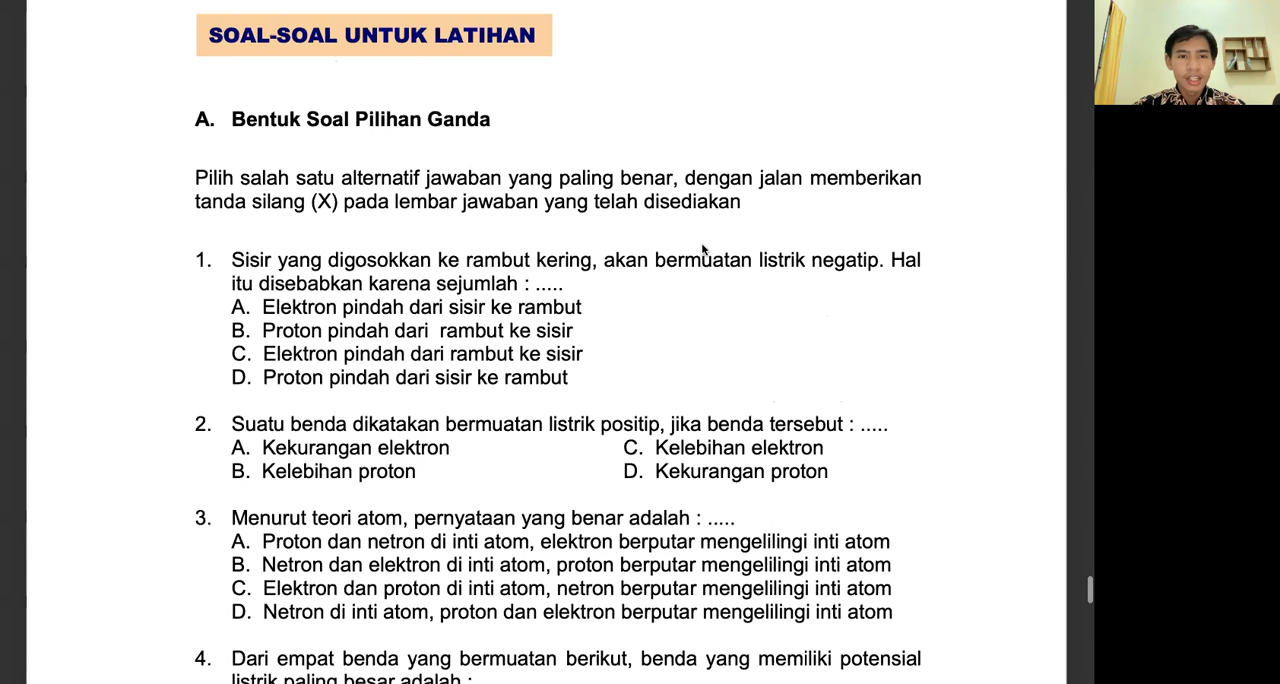 SOAL-SOAL UNTUK LATIHAN
A. Bentuk Soal Pilihan Ganda
Pilih salah satu alternatif jawaban yang paling benar, dengan jalan memberikan
tanda silang (X) pada lembar jawaban yang telah disediakan
1. Sisir yang digosokkan ke rambut kering, akan bermuatan listrik negatip. Hal
itu disebabkan karena sejumlah : .....
A. Elektron pindah dari sisir ke rambut
B. Proton pindah dari rambut ke sisir
C. Elektron pindah dari rambut ke sisir
D. Proton pindah dari sisir ke rambut
2. Suatu benda dikatakan bermuatan listrik positip, jika benda tersebut : .....
A. Kekurangan elektron C. Kelebihan elektron
B. Kelebihan proton D. Kekurangan proton
3. Menurut teori atom, pernyataan yang benar adalah : .....
A. Proton dan netron di inti atom, elektron berputar mengelilingi inti atom
B. Netron dan elektron di inti atom, proton berputar mengelilingi inti atom
C. Elektron dan proton di inti atom, netron berputar mengelilingi inti atom
D. Netron di inti atom, proton dan elektron berputar mengelilingi inti atom
4. Dari empat benda yang bermuatan berikut, benda yang memiliki potensial
listrik paling besar adalah :